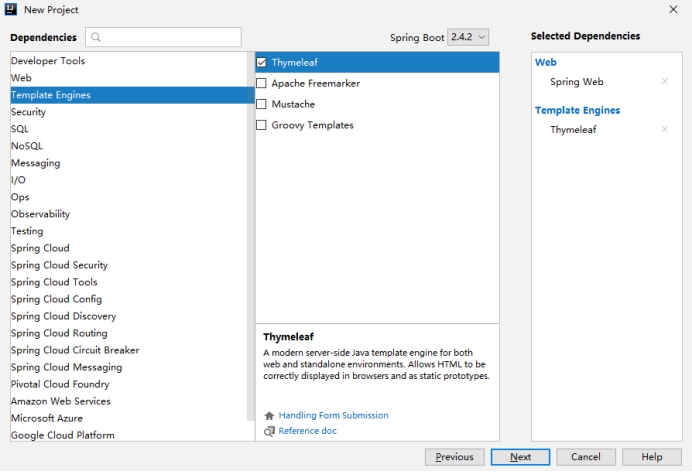 New Project
Dependencies
Spring Boot 2.4.2
Selected Dependencies
Developer Tools
Web
Template Engines
Security
SQL
NoSQL
Messaging
I/O
Ops
Observability
Testing
Spring Cloud
Spring Cloud Security
Spring Cloud Tools
Spring Cloud Config
Spring Cloud Discovery
Spring Cloud Routing
Spring Cloud Circuit Breaker
Spring Cloud Messaging
Pivotal Cloud Foundry
Amazon Web Services
Microsoft Azure
Google Cloud Platform
Thymeleaf
Apache Freemarker
Mustache
Groovy Templates
Thymeleaf
A modern server-side Java template engine for both
web and standalone environments. Allows HTML to be
correctly displayed in browsers and as static prototypes.
Handling Form Submission
Reference doc
Web
Spring Web
Template Engines
Thymeleaf
Previous
Next
Cancel
Help